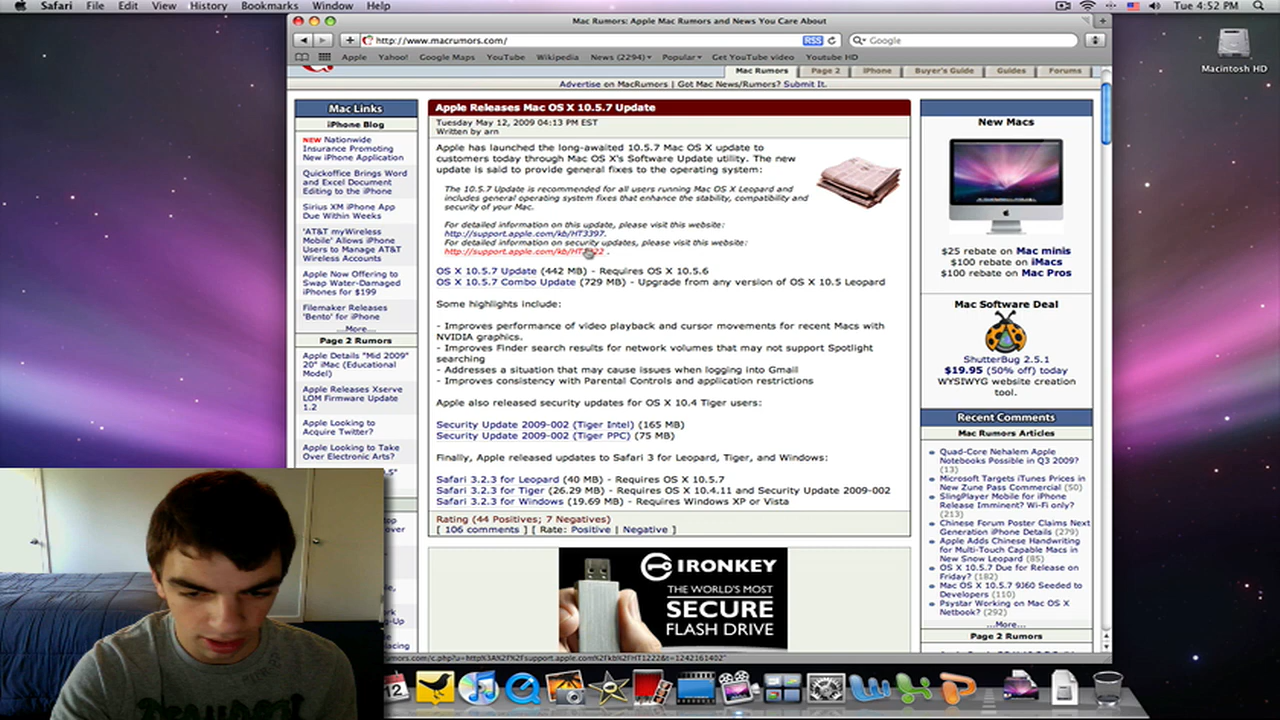 Safari File Edit View History Bookmarks Window Help
Tue 4:52 PM
Mac Rumors: Apple Mac Rumors and News You Care About
http://www.macrumors.com/
RSS
Google
Apple Yahoo! Google Maps YouTube Wikipedia News (2294) Popular Get YouTube video Youtube HD
Macintosh HD
Mac Rumors Page 2 iPhone Buyer's Guide Guides Forums
Advertise on MacRumors | Got Mac News/Rumors? Submit It.
Mac Links
iPhone Blog
NEW Nationwide
Insurance Promoting
New iPhone Application
Quickoffice Brings Word
and Excel Document
Editing to the iPhone
Sirius XM iPhone App
Due Within Weeks
'AT&T myWireless
Mobile' Allows iPhone
Users to Manage AT&T
Wireless Accounts
Apple Now Offering to
Swap Water-Damaged
iPhones for $199
Filemaker Releases
'Bento' for iPhone
...More...
Page 2 Rumors
Apple Details "Mid 2009"
20" iMac (Educational
Model)
Apple Releases Xserve
LOM Firmware Update
1.2
Apple Looking to
Acquire Twitter?
Apple Looking to Take
Over Electronic Arts?
Apple Releases Mac OS X 10.5.7 Update
Tuesday May 12, 2009 04:13 PM EST
Written by arn
Apple has launched the long-awaited 10.5.7 Mac OS X update to
customers today through Mac OS X's Software Update utility. The new
update is said to provide general fixes to the operating system:
The 10.5.7 Update is recommended for all users running Mac OS X Leopard and
includes general operating system fixes that enhance the stability, compatibility and
security of your Mac.
For detailed information on this update, please visit this website:
http://support.apple.com/kb/HT3397.
For detailed information on security updates, please visit this website:
OS X 10.5.7 Update (442 MB) - Requires OS X 10.5.6
OS X 10.5.7 Combo Update (729 MB) - Upgrade from any version of OS X 10.5 Leopard
Some highlights include:
- Improves performance of video playback and cursor movements for recent Macs with
NVIDIA graphics.
- Improves Finder search results for network volumes that may not support Spotlight
searching
- Addresses a situation that may cause issues when logging into Gmail
- Improves consistency with Parental Controls and application restrictions
Apple also released security updates for OS X 10.4 Tiger users:
Security Update 2009-002 (Tiger Intel) (165 MB)
Security Update 2009-002 (Tiger PPC) (75 MB)
Finally, Apple released updates to Safari 3 for Leopard, Tiger, and Windows:
Safari 3.2.3 for Leopard (40 MB) - Requires OS X 10.5.7
Safari 3.2.3 for Tiger (26.29 MB) - Requires OS X 10.4.11 and Security Update 2009-002
Safari 3.2.3 for Windows (19.69 MB) - Requires Windows XP or Vista
Rating (44 Positives; 7 Negatives)
[ 106 comments ] [ Rate: Positive | Negative ]
IRONKEY
THE WORLD'S MOST
SECURE
FLASH DRIVE
New Macs
$25 rebate on Mac minis
$100 rebate on iMacs
$100 rebate on Mac Pros
Mac Software Deal
ShutterBug 2.5.1
$19.95 (50% off) today
WYSIWYG website creation
tool.
Recent Comments
Mac Rumors Articles
Quad-Core Nehalem Apple
Notebooks Possible in Q3 2009?
(13)
Microsoft Targets iTunes Prices in
New Zune Pass Commercial (50)
SlingPlayer Mobile for iPhone
Release Imminent? Wi-Fi only?
(213)
Chinese Forum Poster Claims Next
Generation iPhone Details (279)
Apple Adds Chinese Handwriting
for Multi-Touch Capable Macs in
New Snow Leopard (85)
OS X 10.5.7 Due for Release on
Friday? (182)
Mac OS X 10.5.7 9J60 Seeded to
Developers (110)
Psystar Working on Mac OS X
Netbook? (292)
...More...
Page 2 Rumors
12